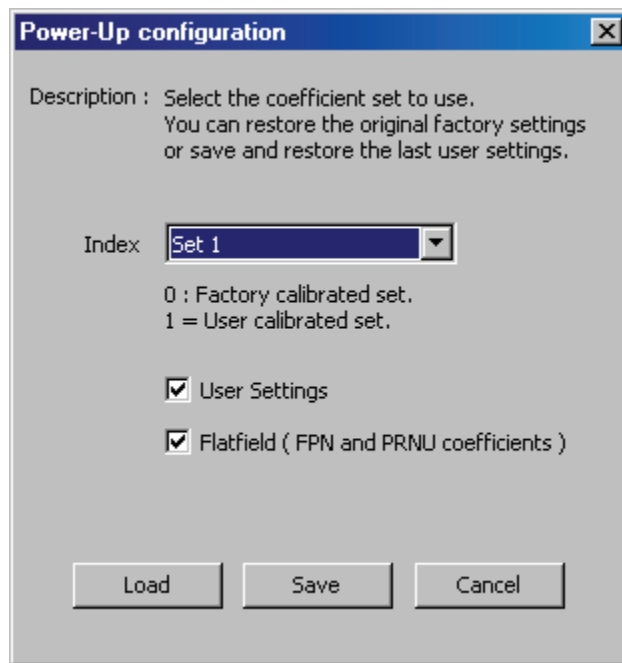 Power-Up configuration
Description : Select the coefficient set to use.
You can restore the original factory settings
or save and restore the last user settings.
Index Set 1
0 : Factory calibrated set.
1 = User calibrated set.
User Settings
Flatfield ( FPN and PRNU coefficients )
Load Save Cancel